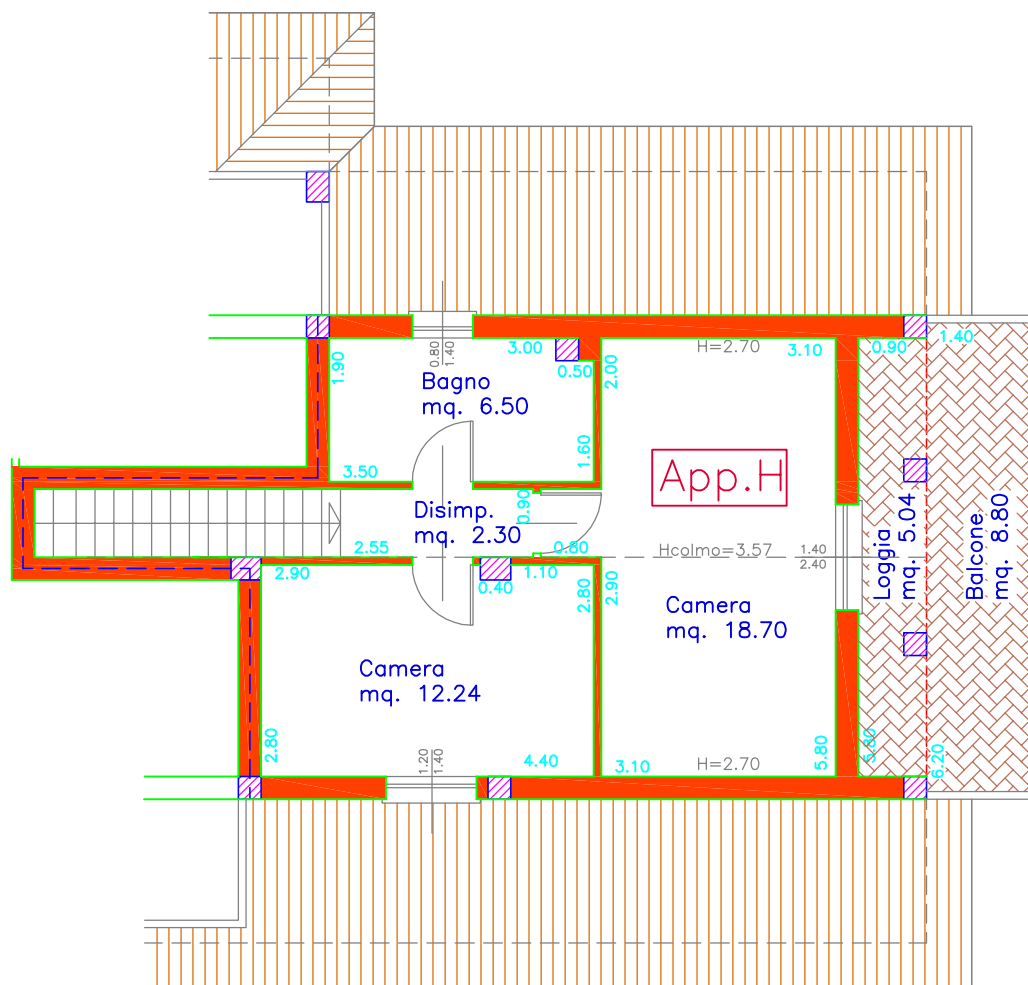 0.80
1.40
3.00
H=2.70
3.10
0.90
1.40
1.90
0.50
2.00
Bagno
mq. 6.50
1.60
3.50
App.H
0.90
Disimp.
mq. 2.30
2.55
0.80
Hcolmo=3.57
1.40
2.40
Loggia
mq. 5.04
Balcone
mq. 8.80
2.90
0.40
1.10
2.80
2.90
Camera
mq. 18.70
Camera
mq. 12.24
2.80
1.20
1.40
4.40
3.10
H=2.70
5.80
5.80
6.20